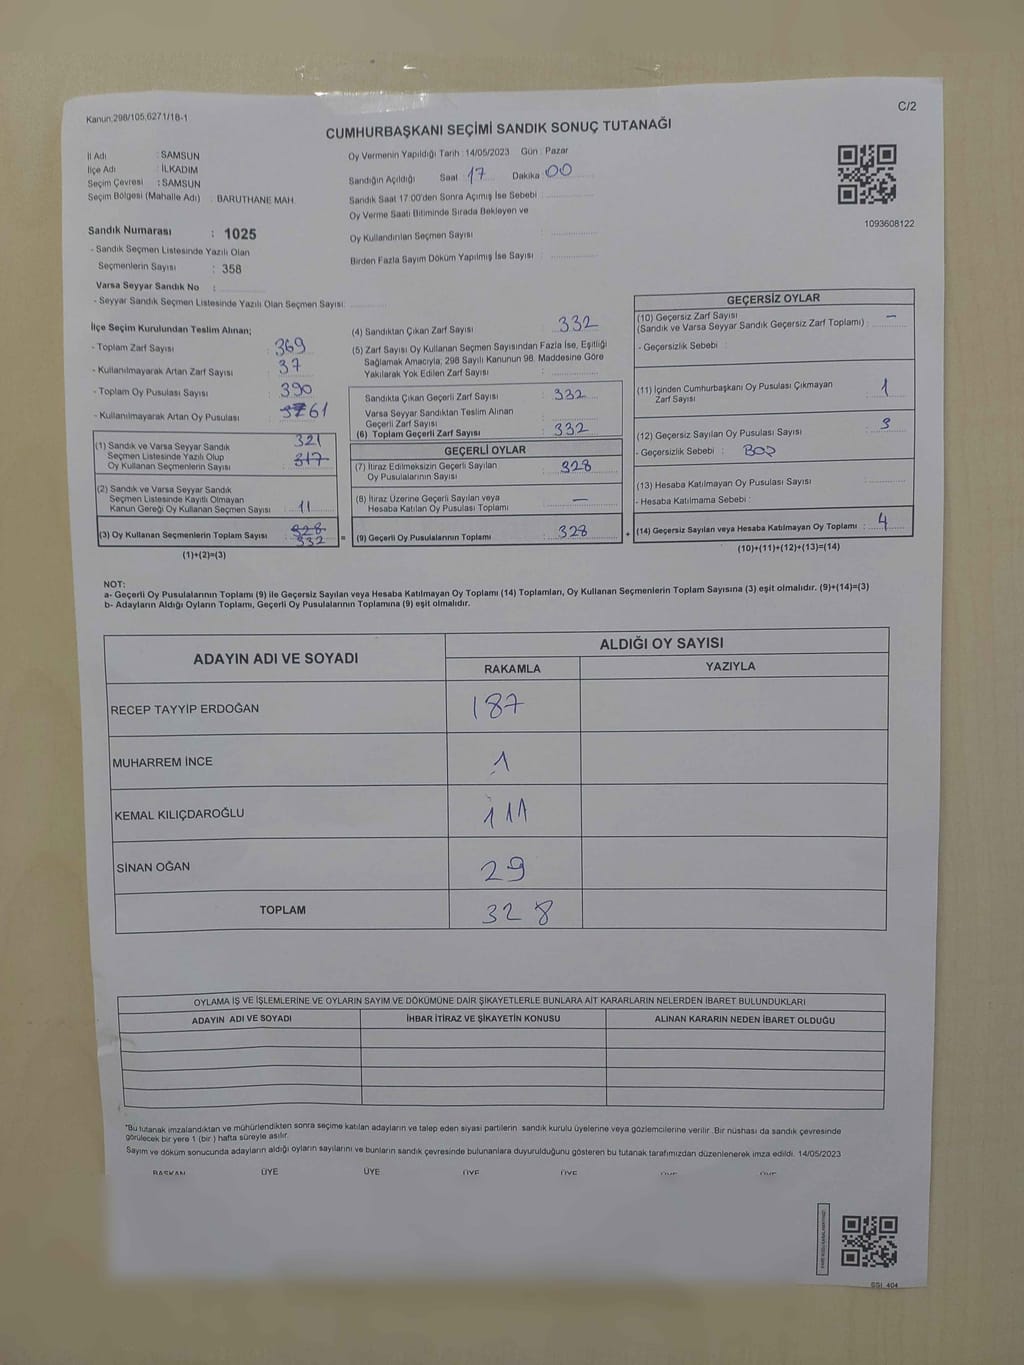 Kanun,298/105,6271/18-1
C/2
CUMHURBAŞKANI SEÇİMİ SANDIK SONUÇ TUTANAĞI
İl Adı : SAMSUN
İlçe Adı : İLKADIM
Seçim Çevresi : SAMSUN
Seçim Bölgesi (Mahalle Adı) : BARUTHANE MAH.
Sandık Numarası : 1025
- Sandık Seçmen Listesinde Yazılı Olan
Seçmenlerin Sayısı : 358
Varsa Seyyar Sandık No :
- Seyyar Sandık Seçmen Listesinde Yazılı Olan Seçmen Sayısı:
Oy Vermenin Yapıldığı Tarih : 14/05/2023 Gün : Pazar
Sandığın Açıldığı Saat 17 Dakika 00
Sandık Saat 17:00'den Sonra Açımış İse Sebebi :
Oy Verme Saati Bitiminde Sırada Bekleyen ve
Oy Kullandırılan Seçmen Sayısı :
Birden Fazla Sayım Döküm Yapılmış İse Sayısı :
1093608122
İlçe Seçim Kurulundan Teslim Alınan;
- Toplam Zarf Sayısı : 369
- Kullanılmayarak Artan Zarf Sayısı : 37
- Toplam Oy Pusulası Sayısı : 390
- Kullanılmayarak Artan Oy Pusulası : 61
(1) Sandık ve Varsa Seyyar Sandık 321
Seçmen Listesinde Yazılı Olup 317
Oy Kullanan Seçmenlerin Sayısı :
(2) Sandık ve Varsa Seyyar Sandık
Seçmen Listesinde Kayıtlı Olmayan
Kanun Gereği Oy Kullanan Seçmen Sayısı : 11
(3) Oy Kullanan Seçmenlerin Toplam Sayısı : 328 332 =
(1)+(2)=(3)
(4) Sandıktan Çıkan Zarf Sayısı : 332
(5) Zarf Sayısı Oy Kullanan Seçmen Sayısından Fazla İse, Eşitliği
Sağlamak Amacıyla, 298 Sayılı Kanunun 98. Maddesine Göre
Yakılarak Yok Edilen Zarf Sayısı :
Sandıkta Çıkan Geçerli Zarf Sayısı : 332
Varsa Seyyar Sandıktan Teslim Alınan
Geçerli Zarf Sayısı :
(6) Toplam Geçerli Zarf Sayısı : 332
GEÇERLİ OYLAR
(7) İtiraz Edilmeksizin Geçerli Sayılan : 328
Oy Pusulalarının Sayısı
(8) İtiraz Üzerine Geçerli Sayılan veya : —
Hesaba Katılan Oy Pusulası Toplamı
(9) Geçerli Oy Pusulalarının Toplamı : 328 +
GEÇERSİZ OYLAR
(10) Geçersiz Zarf Sayısı
(Sandık ve Varsa Seyyar Sandık Geçersiz Zarf Toplamı) : —
- Geçersizlik Sebebi :
(11) İçinden Cumhurbaşkanı Oy Pusulası Çıkmayan : 1
Zarf Sayısı
(12) Geçersiz Sayılan Oy Pusulası Sayısı : 3
- Geçersizlik Sebebi : BOŞ
(13) Hesaba Katılmayan Oy Pusulası Sayısı :
- Hesaba Katılmama Sebebi :
(14) Geçersiz Sayılan veya Hesaba Katılmayan Oy Toplamı : 4
(10)+(11)+(12)+(13)=(14)
NOT:
a- Geçerli Oy Pusulalarının Toplamı (9) ile Geçersiz Sayılan veya Hesaba Katılmayan Oy Toplamı (14) Toplamları, Oy Kullanan Seçmenlerin Toplam Sayısına (3) eşit olmalıdır. (9)+(14)=(3)
b- Adayların Aldığı Oyların Toplamı, Geçerli Oy Pusulalarının Toplamına (9) eşit olmalıdır.
ADAYIN ADI VE SOYADI
ALDIĞI OY SAYISI
RAKAMLA YAZIYLA
RECEP TAYYİP ERDOĞAN 187
MUHARREM İNCE 1
KEMAL KILIÇDAROĞLU 111
SİNAN OĞAN 29
TOPLAM 328
OYLAMA İŞ VE İŞLEMLERİNE VE OYLARIN SAYIM VE DÖKÜMÜNE DAİR ŞİKAYETLERLE BUNLARA AİT KARARLARIN NELERDEN İBARET BULUNDUKLARI
ADAYIN ADI VE SOYADI İHBAR İTİRAZ VE ŞİKAYETİN KONUSU ALINAN KARARIN NEDEN İBARET OLDUĞU
*Bu tutanak imzalandıktan ve mühürlendikten sonra seçime katılan adayların ve talep eden siyasi partilerin sandık kurulu üyelerine veya gözlemcilerine verilir. Bir nüshası da sandık çevresinde
görülecek bir yere 1 (bir ) hafta süreyle asılır.
Sayım ve döküm sonucunda adayların aldığı oyların sayılarını ve bunların sandık çevresinde bulunanlara duyurulduğunu gösteren bu tutanak tarafımızdan düzenlenerek imza edildi. 14/05/2023
BAŞKAN ÜYE ÜYE ÜYE ÜYE
SSI_404